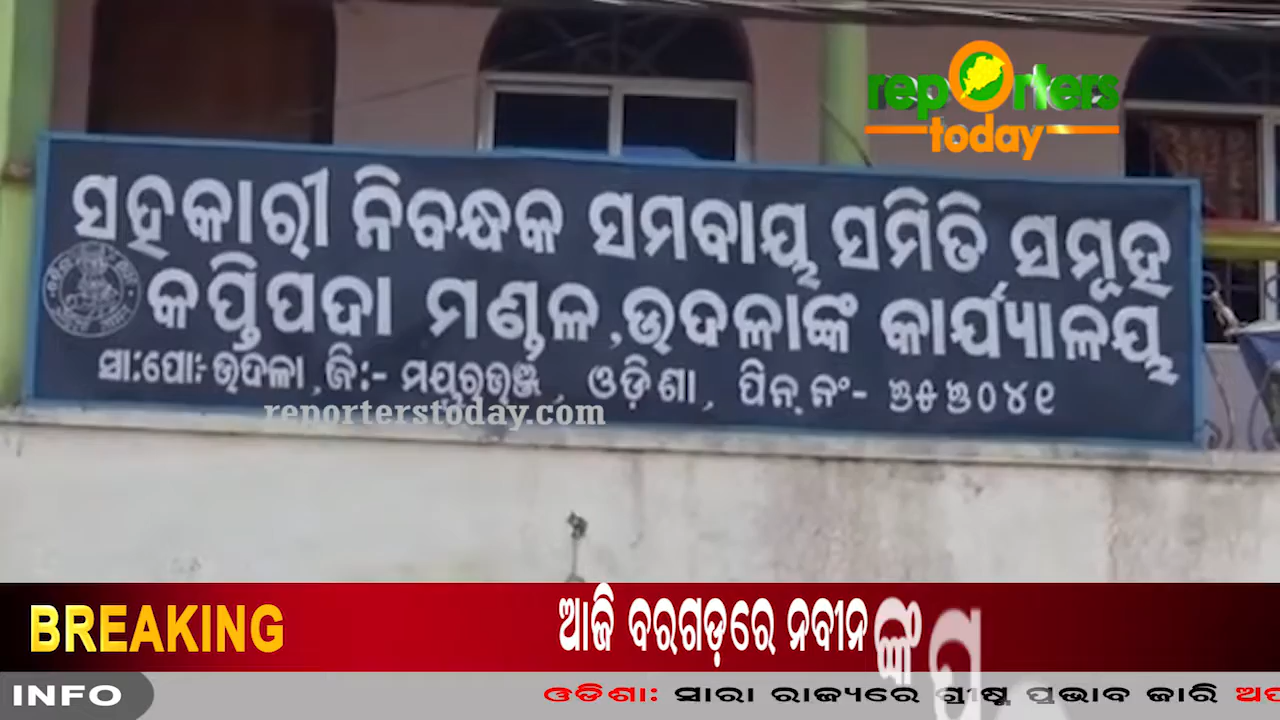 reporters
today
ସହକାରୀ ନିବନ୍ଧକ ସମବାୟ ସମିତି ସମୂହ
କପ୍ତିପଦା ମଣ୍ଡଳ,ଉଦଳାଙ୍କ କାର୍ଯ୍ୟାଳୟ
ସା:ପୋ:-ଉଦଳା,ଜି:- ମୟୂରଭଞ୍ଜ, ଓଡ଼ିଶା, ପିନ୍ ନଂ- ୭୫୭୦୪୧
reporterstoday.com
BREAKING ଆଜି ବରଗଡ଼ରେ ନବୀନଙ୍କ
INFO ଓଡିଶା: ସାରା ରାଜ୍ୟରେ ଗ୍ରୀଷ୍ମ ପ୍ରଭାବ ଜାରି